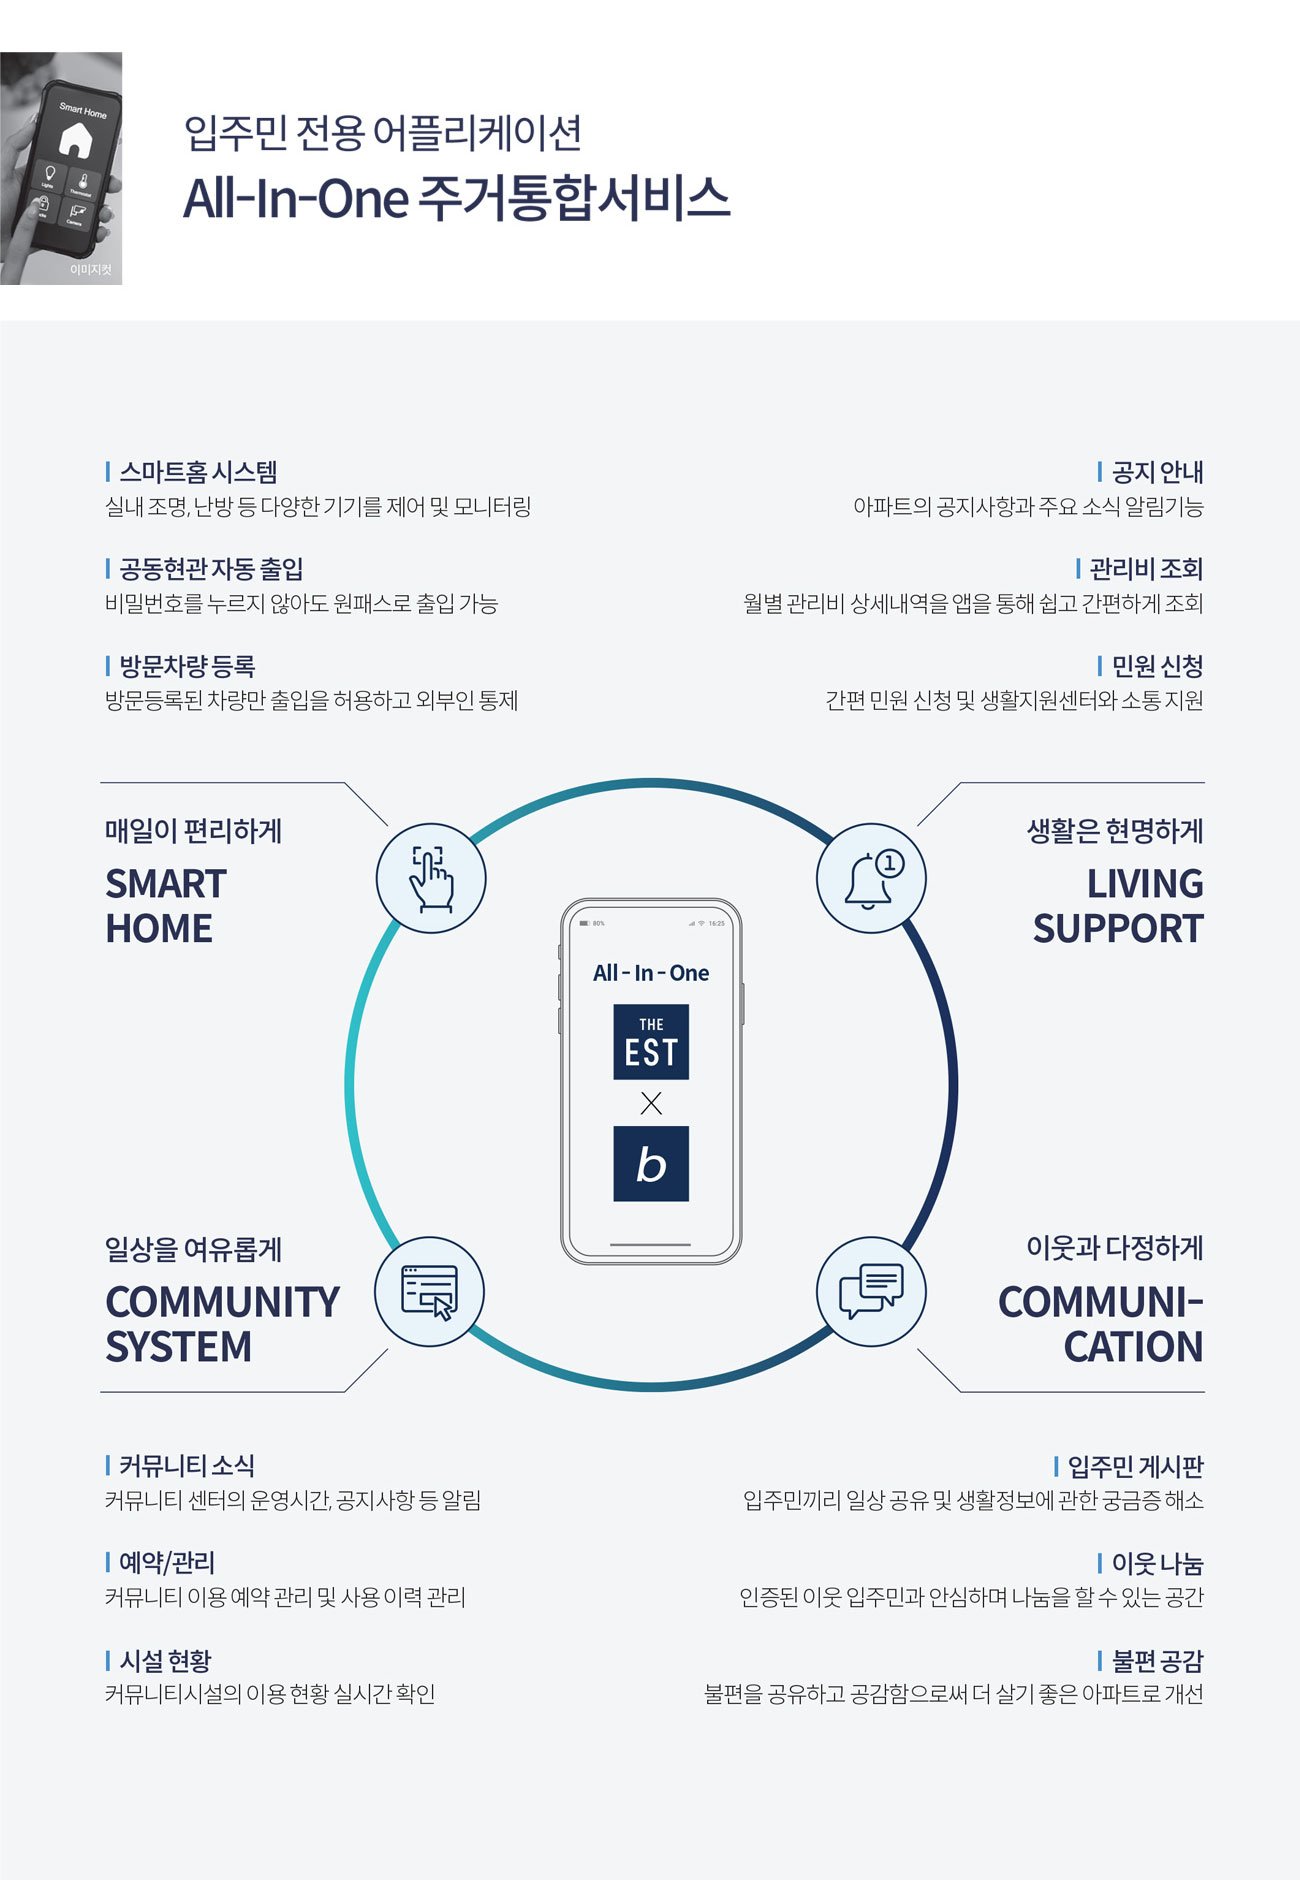 Smart Home
Lights
Thermostat
Camera
이미지컷
입주민 전용 어플리케이션
All-In-One 주거통합서비스
스마트홈 시스템
실내 조명, 난방 등 다양한 기기를 제어 및 모니터링
공동현관 자동 출입
비밀번호를 누르지 않아도 원패스로 출입 가능
방문차량 등록
방문등록된 차량만 출입을 허용하고 외부인 통제
공지 안내
아파트의 공지사항과 주요 소식 알림기능
관리비 조회
월별 관리비 상세내역을 앱을 통해 쉽고 간편하게 조회
민원 신청
간편 민원 신청 및 생활지원센터와 소통 지원
매일이 편리하게
SMART
HOME
생활은 현명하게
LIVING
SUPPORT
1
80%
16:25
All - In - One
THE
EST
X
b
일상을 여유롭게
COMMUNITY
SYSTEM
이웃과 다정하게
COMMUNI-
CATION
커뮤니티 소식
커뮤니티 센터의 운영시간, 공지사항 등 알림
예약/관리
커뮤니티 이용 예약 관리 및 사용 이력 관리
시설 현황
커뮤니티시설의 이용 현황 실시간 확인
입주민 게시판
입주민끼리 일상 공유 및 생활정보에 관한 궁금증 해소
이웃 나눔
인증된 이웃 입주민과 안심하며 나눔을 할 수 있는 공간
불편 공감
불편을 공유하고 공감함으로써 더 살기 좋은 아파트로 개선